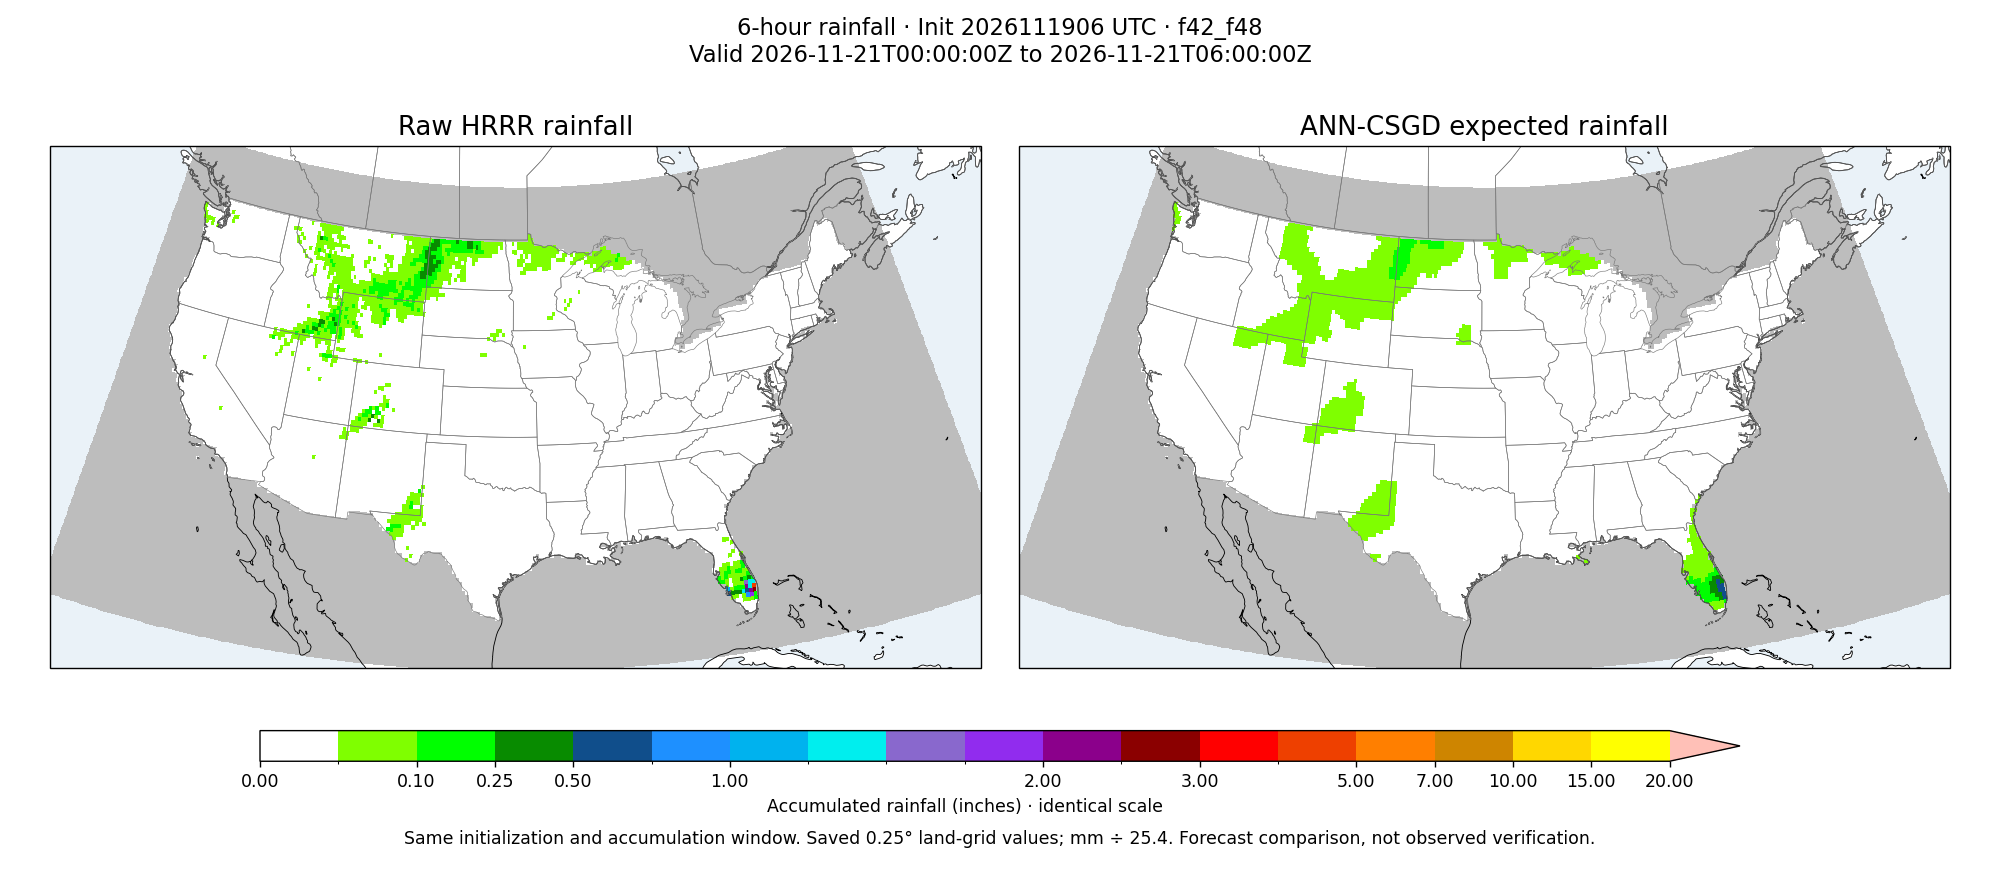 6-hour rainfall · Init 2026111906 UTC · f42_f48
Valid 2026-11-21T00:00:00Z to 2026-11-21T06:00:00Z
Raw HRRR rainfall
ANN-CSGD expected rainfall
0.00 0.10 0.25 0.50 1.00 2.00 3.00 5.00 7.00 10.00 15.00 20.00
Accumulated rainfall (inches) · identical scale
Same initialization and accumulation window. Saved 0.25° land-grid values; mm ÷ 25.4. Forecast comparison, not observed verification.